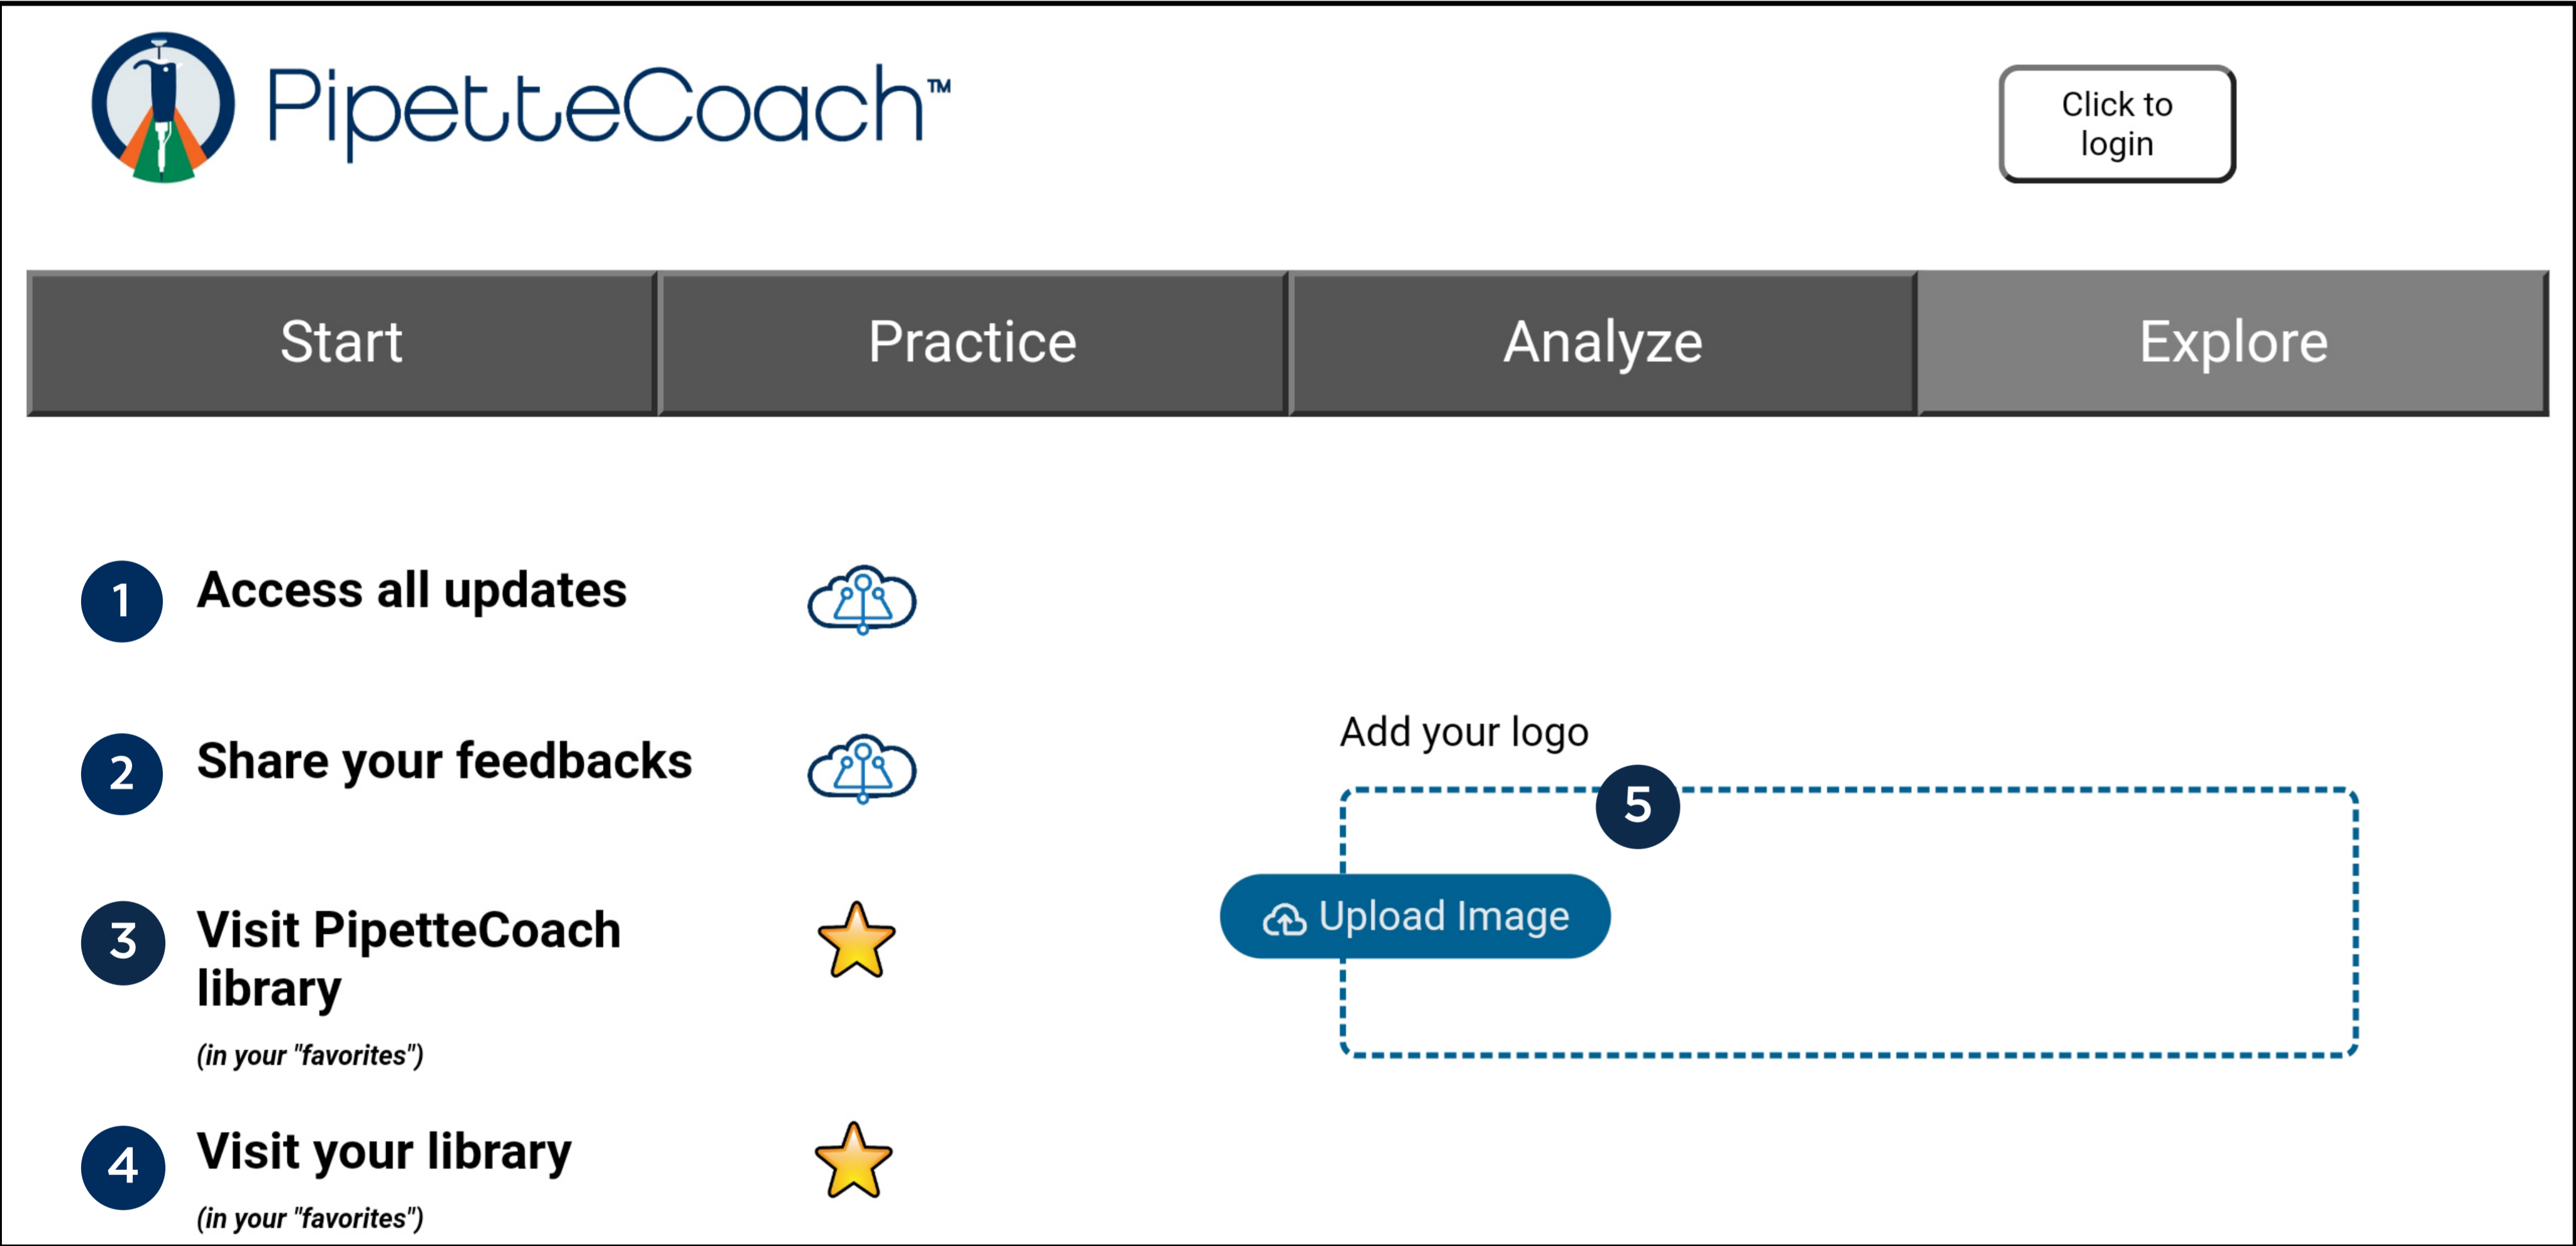 PipetteCoach™
Click to
login
Start
Practice
Analyze
Explore
1
Access all updates
2
Share your feedbacks
3
Visit PipetteCoach
library
(in your "favorites")
4
Visit your library
(in your "favorites")
Add your logo
5
Upload Image